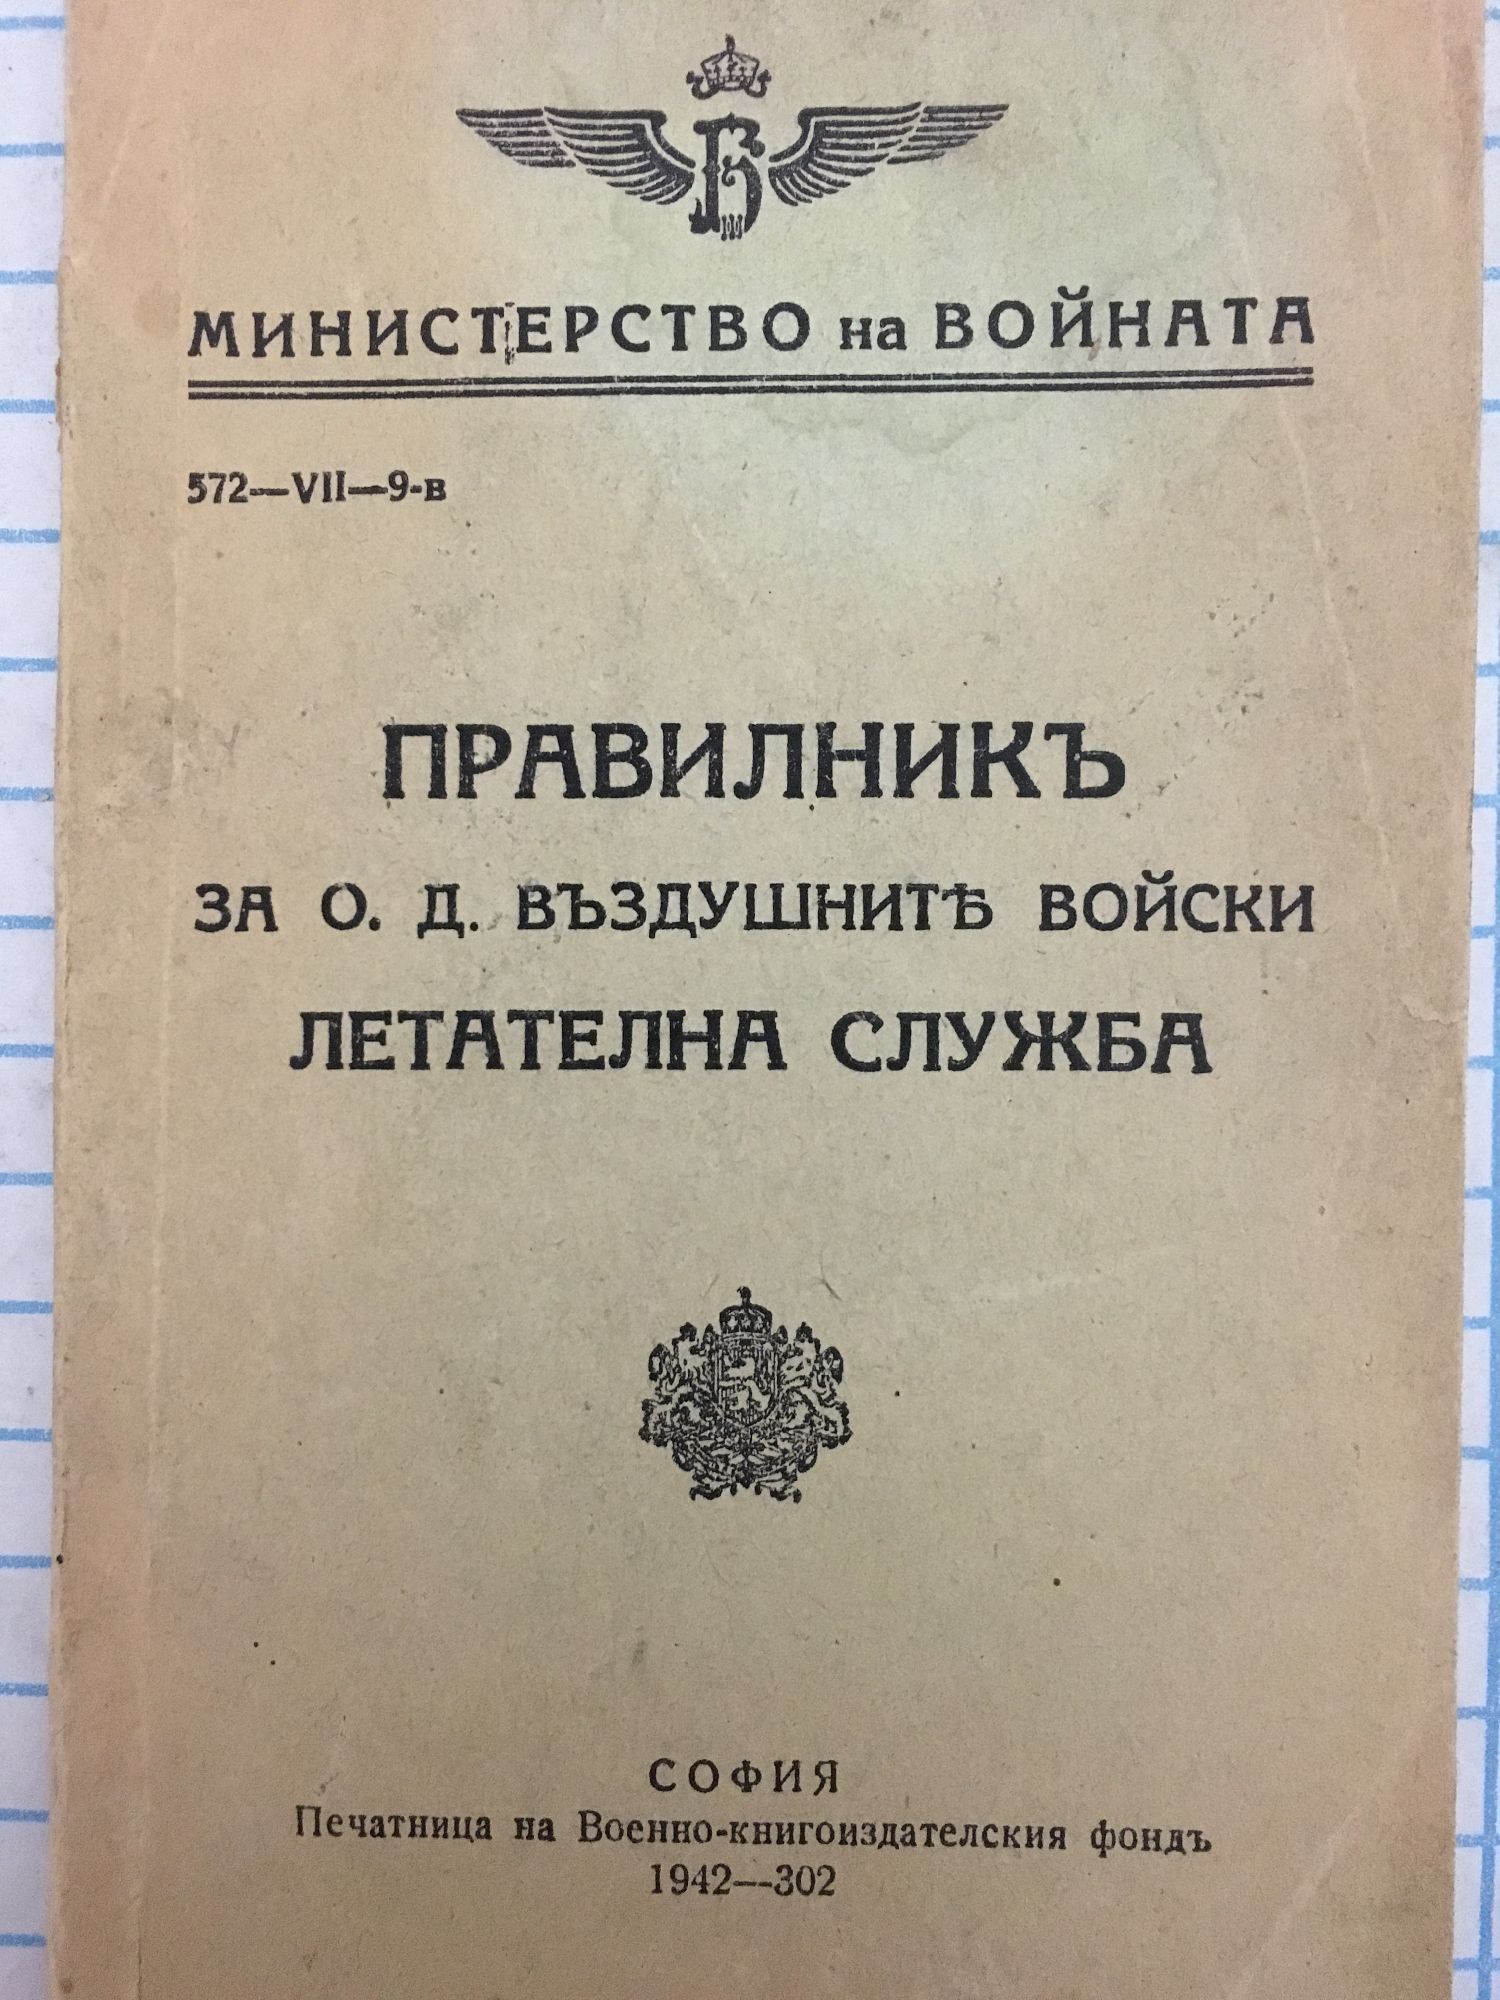 МИНИСТЕРСТВО на ВОЙНАТА
572—VII—9-в
ПРАВИЛНИКЪ
ЗА О. Д. ВЪЗДУШНИТѢ ВОЙСКИ
ЛЕТАТЕЛНА СЛУЖБА
СОФИЯ
Печатница на Военно-книгоиздателския фондъ
1942—302